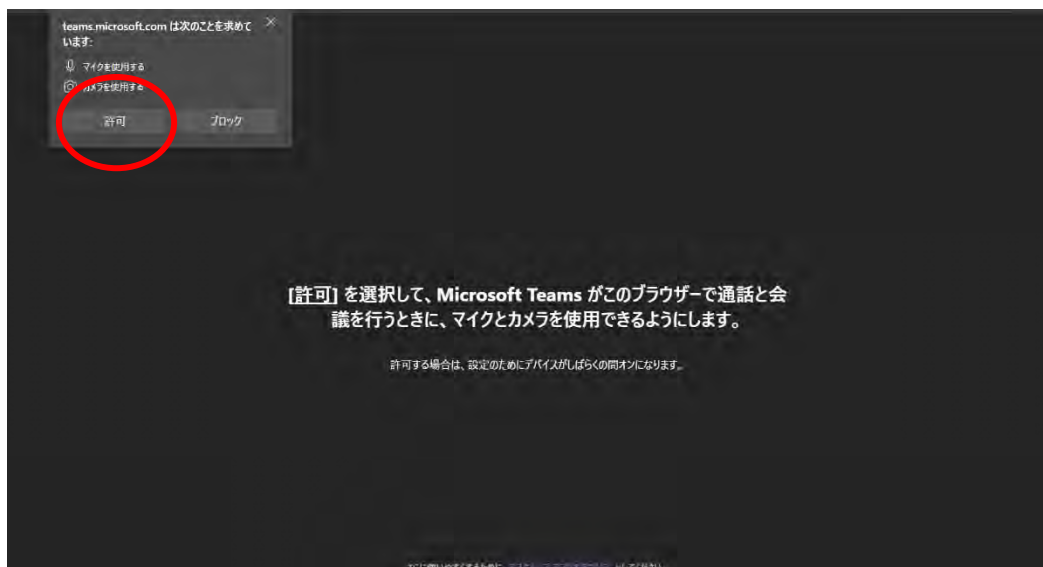 teams.microsoft.com は次のことを求めて
います:
マイクを使用する
カメラを使用する
許可 ブロック
[許可] を選択して、Microsoft Teams がこのブラウザーで通話と会
議を行うときに、マイクとカメラを使用できるようにします。
許可する場合は、設定のためにデバイスがしばらくの間オンになります。